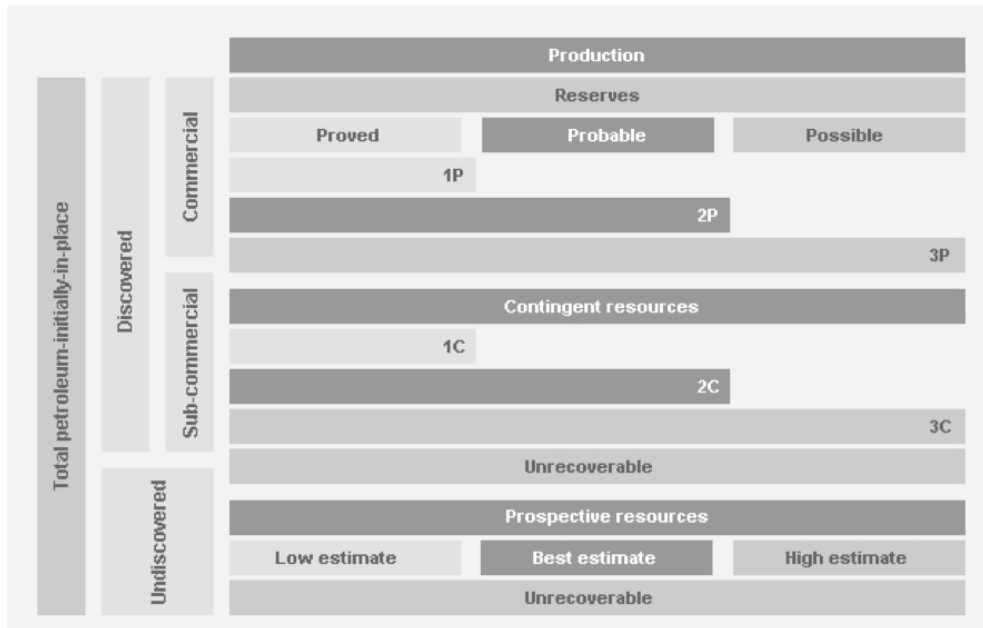 Production
Reserves
Proved
Probable
Possible
1P
2P
3P
Contingent resources
1C
2C
3C
Unrecoverable
Prospective resources
Low estimate
Best estimate
High estimate
Unrecoverable
Total petroleum-initially-in-place
Discovered
Undiscovered
Commercial
Sub-commercial